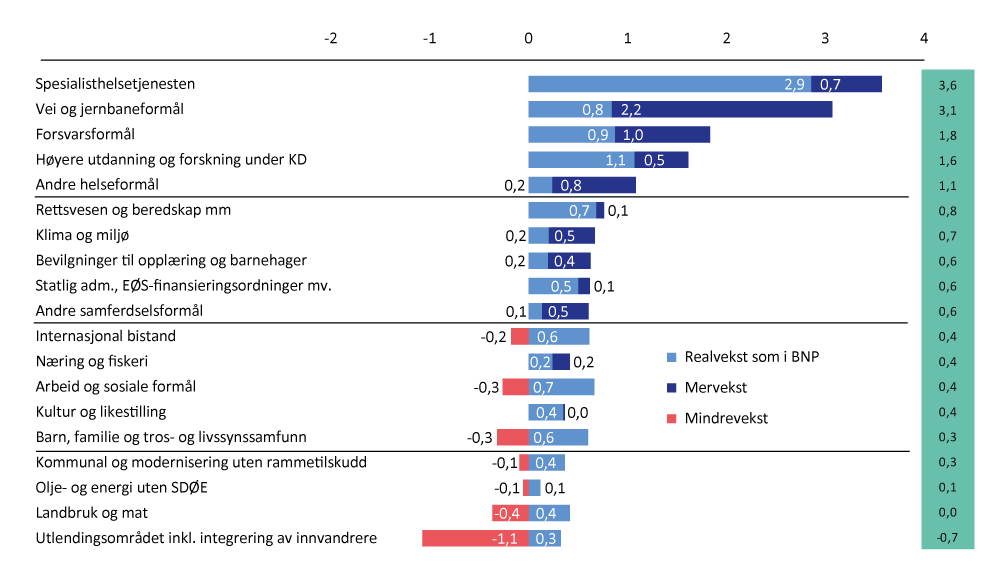 -2 -1 0 1 2 3 4
Spesialisthelsetjenesten 2,9 0,7 3,6
Vei og jernbaneformål 0,8 2,2 3,1
Forsvarsformål 0,9 1,0 1,8
Høyere utdanning og forskning under KD 1,1 0,5 1,6
Andre helseformål 0,2 0,8 1,1
Rettsvesen og beredskap mm 0,7 0,1 0,8
Klima og miljø 0,2 0,5 0,7
Bevilgninger til opplæring og barnehager 0,2 0,4 0,6
Statlig adm., EØS-finansieringsordninger mv. 0,5 0,1 0,6
Andre samferdselsformål 0,1 0,5 0,6
Internasjonal bistand -0,2 0,6 0,4
Næring og fiskeri 0,2 0,2 0,4
Realvekst som i BNP
Arbeid og sosiale formål -0,3 0,7 0,4
Mervekst
Kultur og likestilling 0,4 0,0 0,4
Mindrevekst
Barn, familie og tros- og livssynssamfunn -0,3 0,6 0,3
Kommunal og modernisering uten rammetilskudd -0,1 0,4 0,3
Olje- og energi uten SDØE -0,1 0,1 0,1
Landbruk og mat -0,4 0,4 0,0
Utlendingsområdet inkl. integrering av innvandrere -1,1 0,3 -0,7